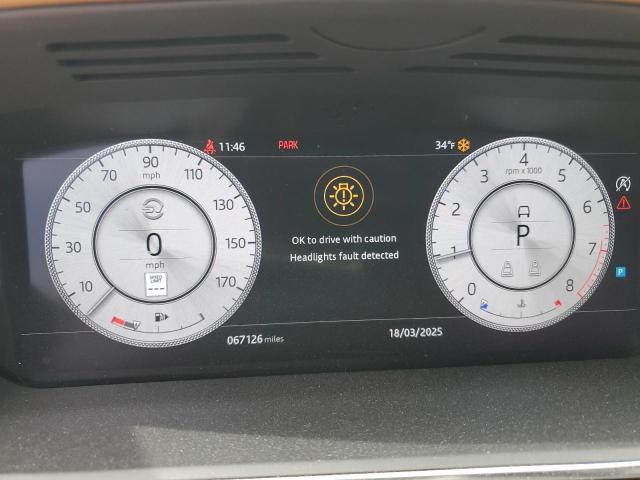 11:46 PARK 34°F
90
70 mph 110
50 130
30 0 150
10 mph 170
SPEED
LIMIT
---
OK to drive with caution
Headlights fault detected
4
3 rpm x 1000 5
2 6
1 P 7
0 8
P
067126 miles
18/03/2025